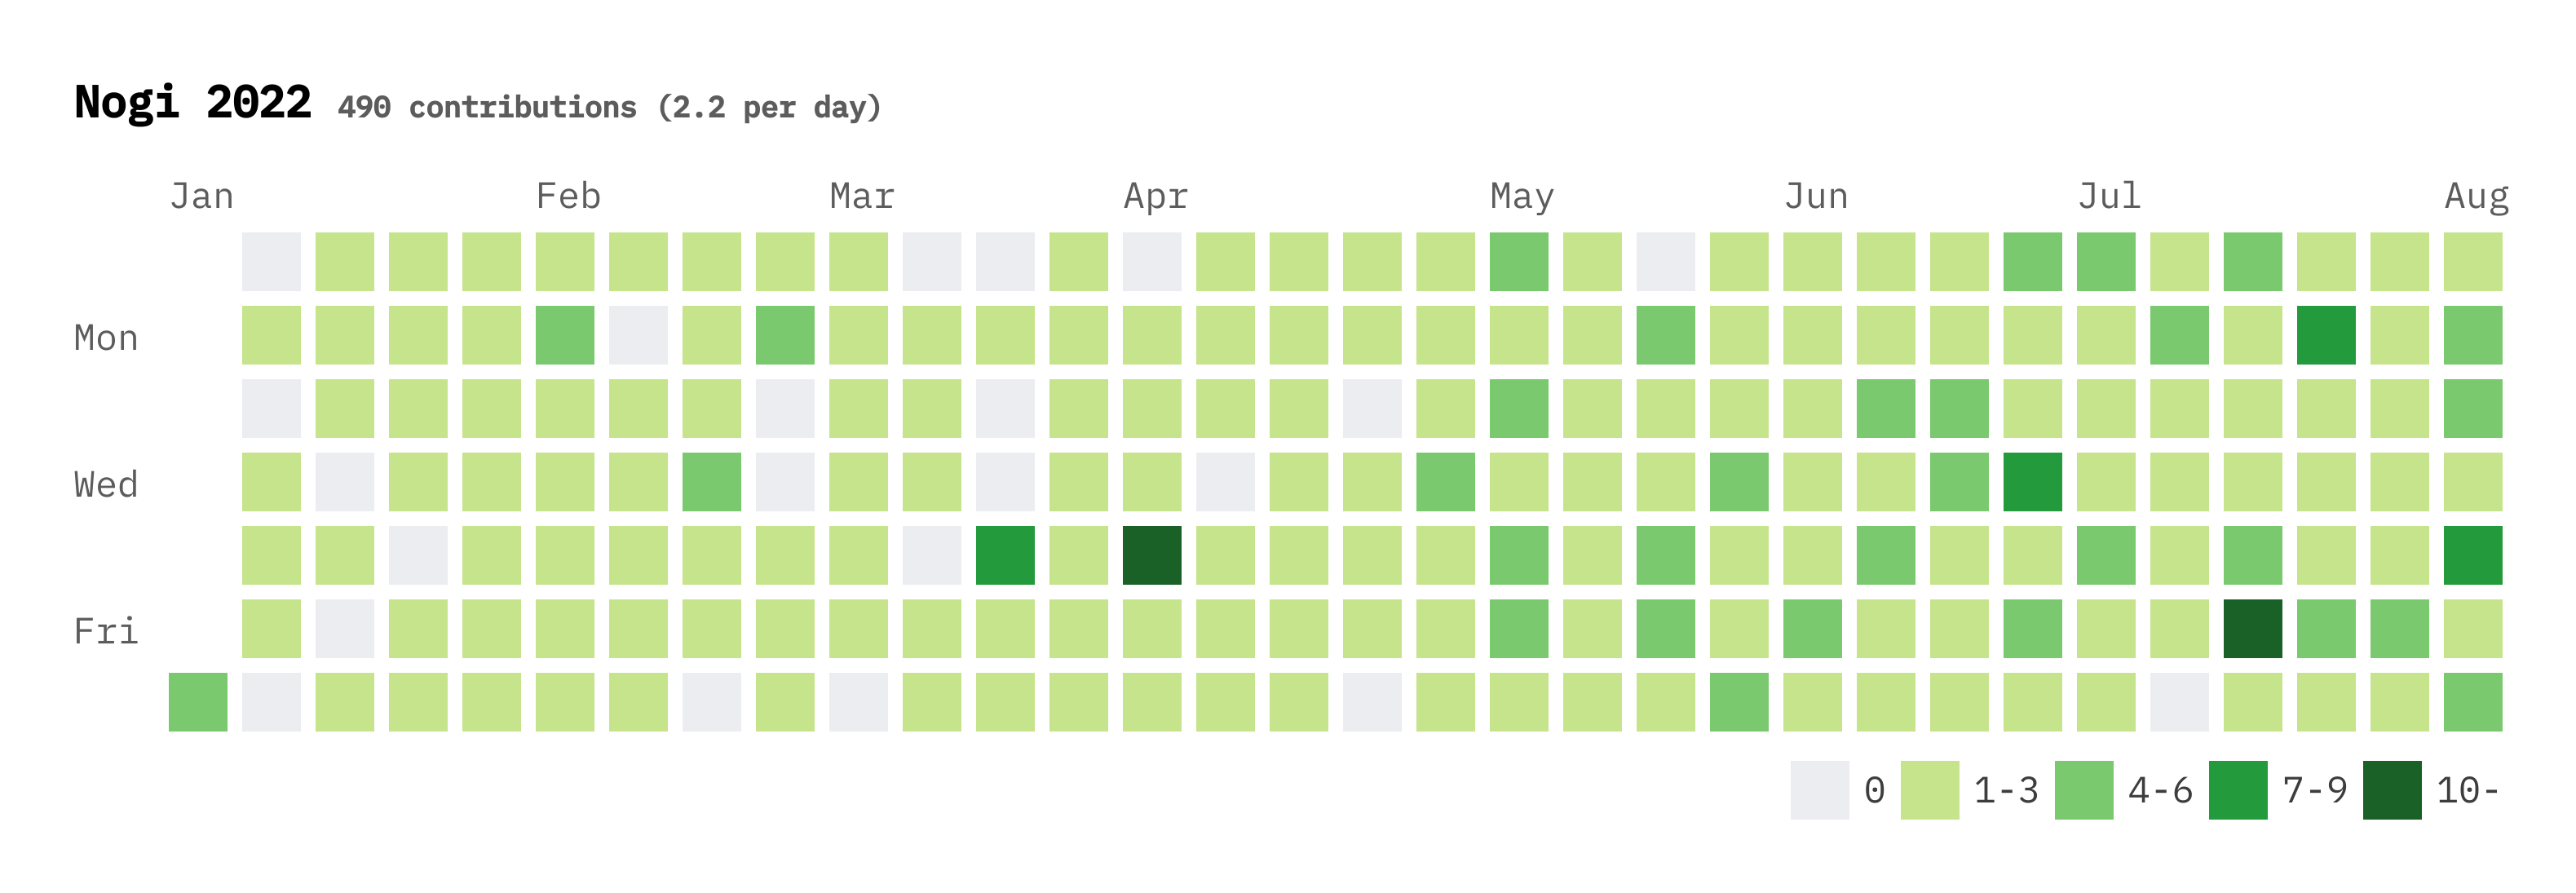 Nogi 2022 490 contributions (2.2 per day)
Jan Feb Mar Apr May Jun Jul Aug
Mon
Wed
Fri
0 1-3 4-6 7-9 10-